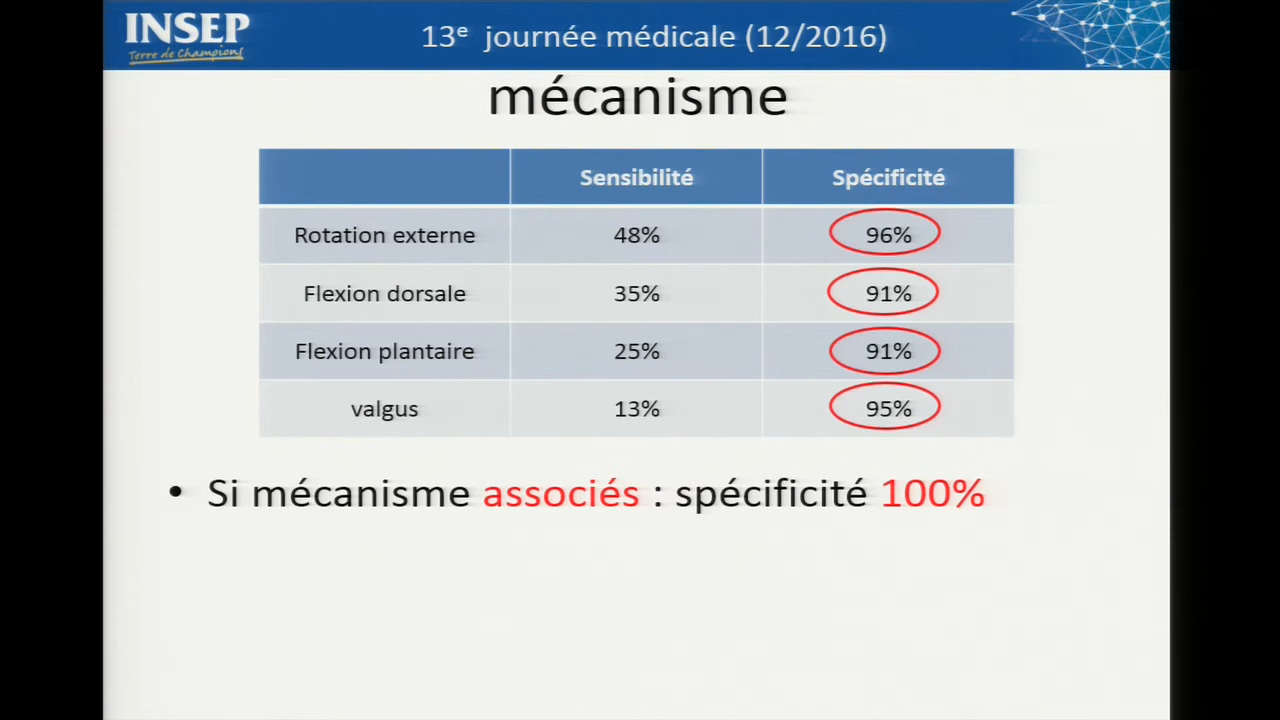 INSEP
Terre de Champions
13e journée médicale (12/2016)
mécanisme
Sensibilité Spécificité
Rotation externe 48% 96%
Flexion dorsale 35% 91%
Flexion plantaire 25% 91%
valgus 13% 95%
• Si mécanisme associés : spécificité 100%